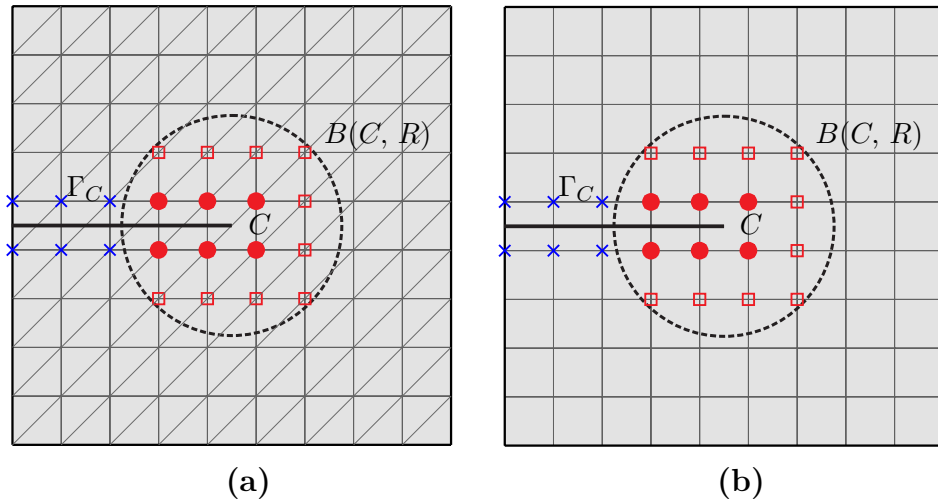 B(C, R)
Γ_C
C
(a)
B(C, R)
Γ_C
C
(b)